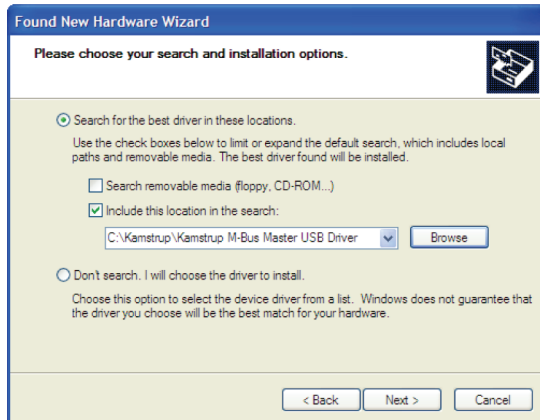 Found New Hardware Wizard
Please choose your search and installation options.
Search for the best driver in these locations.
Use the check boxes below to limit or expand the default search, which includes local
paths and removable media. The best driver found will be installed.
Search removable media (floppy, CD-ROM...)
Include this location in the search:
C:\Kamstrup\Kamstrup M-Bus Master USB Driver
Browse
Don't search. I will choose the driver to install.
Choose this option to select the device driver from a list. Windows does not guarantee that
the driver you choose will be the best match for your hardware.
< Back
Next >
Cancel